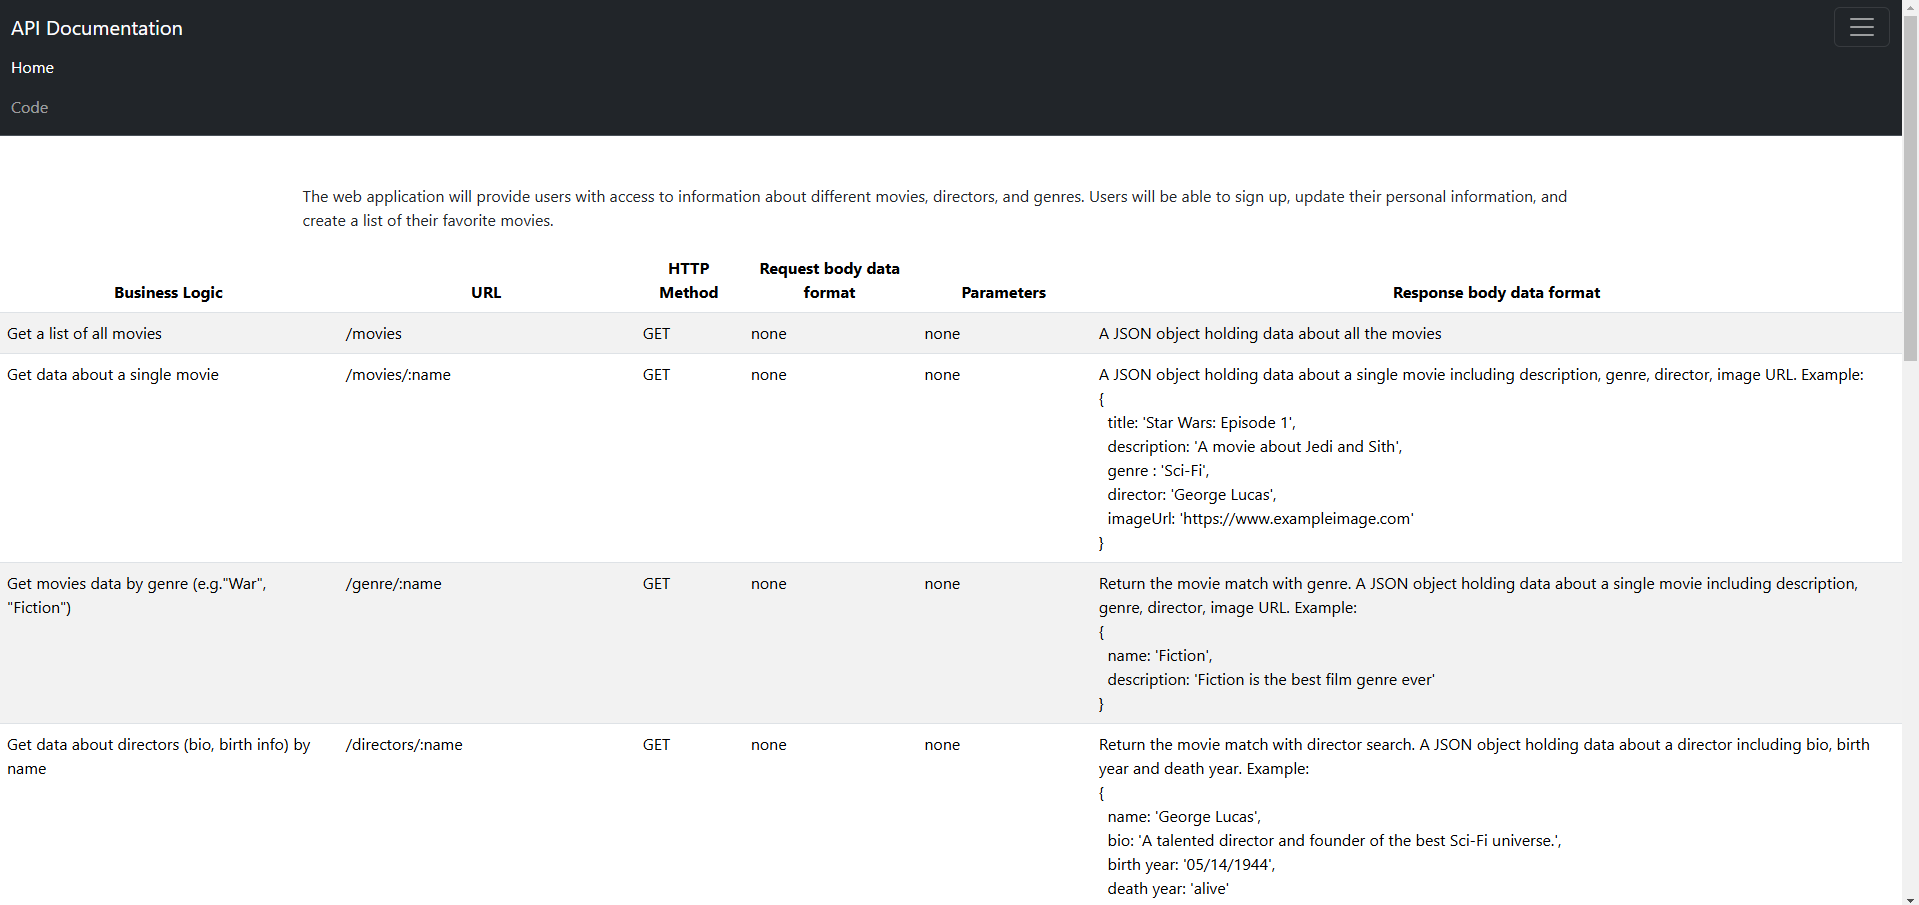 API Documentation
Home
Code
The web application will provide users with access to information about different movies, directors, and genres. Users will be able to sign up, update their personal information, and
create a list of their favorite movies.
Business Logic URL HTTP Method Request body data format Parameters Response body data format
Get a list of all movies /movies GET none none A JSON object holding data about all the movies
Get data about a single movie /movies/:name GET none none A JSON object holding data about a single movie including description, genre, director, image URL. Example:
{
title: 'Star Wars: Episode 1',
description: 'A movie about Jedi and Sith',
genre : 'Sci-Fi',
director: 'George Lucas',
imageUrl: 'https://www.exampleimage.com'
}
Get movies data by genre (e.g."War", /genre/:name GET none none Return the movie match with genre. A JSON object holding data about a single movie including description,
"Fiction") genre, director, image URL. Example:
{
name: 'Fiction',
description: 'Fiction is the best film genre ever'
}
Get data about directors (bio, birth info) by /directors/:name GET none none Return the movie match with director search. A JSON object holding data about a director including bio, birth
name year and death year. Example:
{
name: 'George Lucas',
bio: 'A talented director and founder of the best Sci-Fi universe.',
birth year: '05/14/1944',
death year: 'alive'